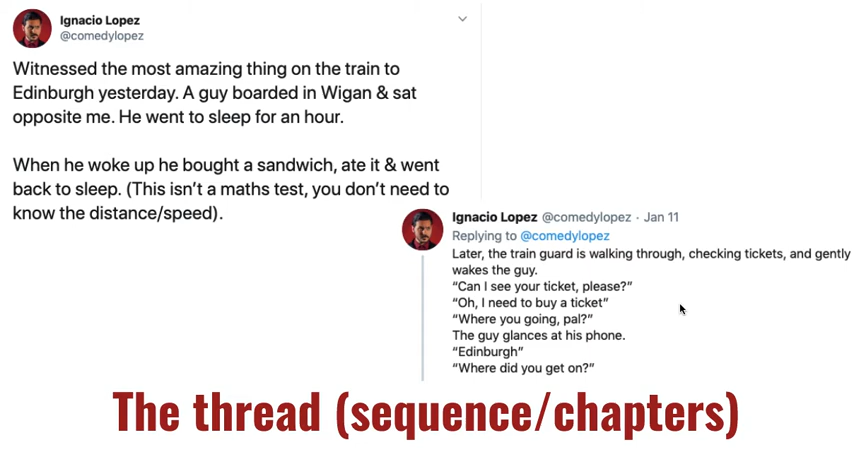 Ignacio Lopez
@comedylopez
Witnessed the most amazing thing on the train to
Edinburgh yesterday. A guy boarded in Wigan & sat
opposite me. He went to sleep for an hour.
When he woke up he bought a sandwich, ate it & went
back to sleep. (This isn’t a maths test, you don’t need to
know the distance/speed).
Ignacio Lopez @comedylopez · Jan 11
Replying to @comedylopez
Later, the train guard is walking through, checking tickets, and gently
wakes the guy.
“Can I see your ticket, please?”
“Oh, I need to buy a ticket”
“Where you going, pal?”
The guy glances at his phone.
“Edinburgh”
“Where did you get on?”
The thread (sequence/chapters)